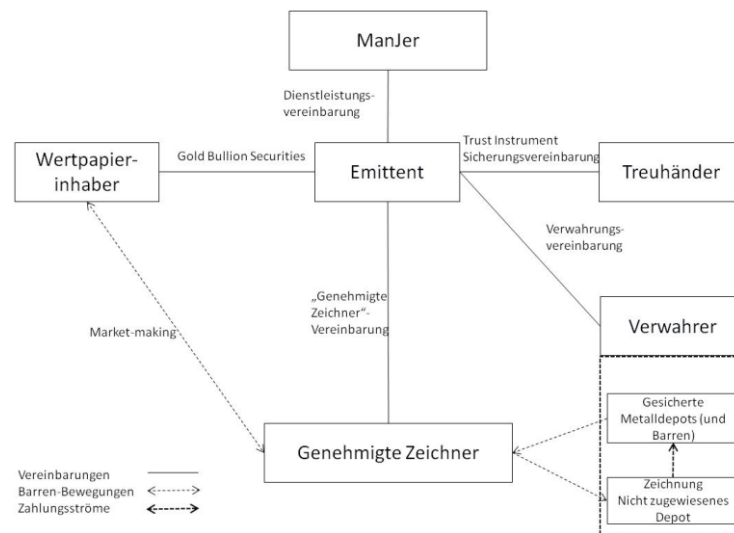 ManJer
Dienstleistungs-
vereinbarung
Wertpapier-
inhaber
Gold Bullion Securities
Emittent
Trust Instrument
Sicherungsvereinbarung
Treuhänder
Verwahrungs-
vereinbarung
„Genehmigte
Zeichner“-
Vereinbarung
Market-making
Verwahrer
Gesicherte
Metalldepots (und
Barren)
Genehmigte Zeichner
Zeichnung
Nicht zugewiesenes
Depot
Vereinbarungen
Barren-Bewegungen
Zahlungsströme